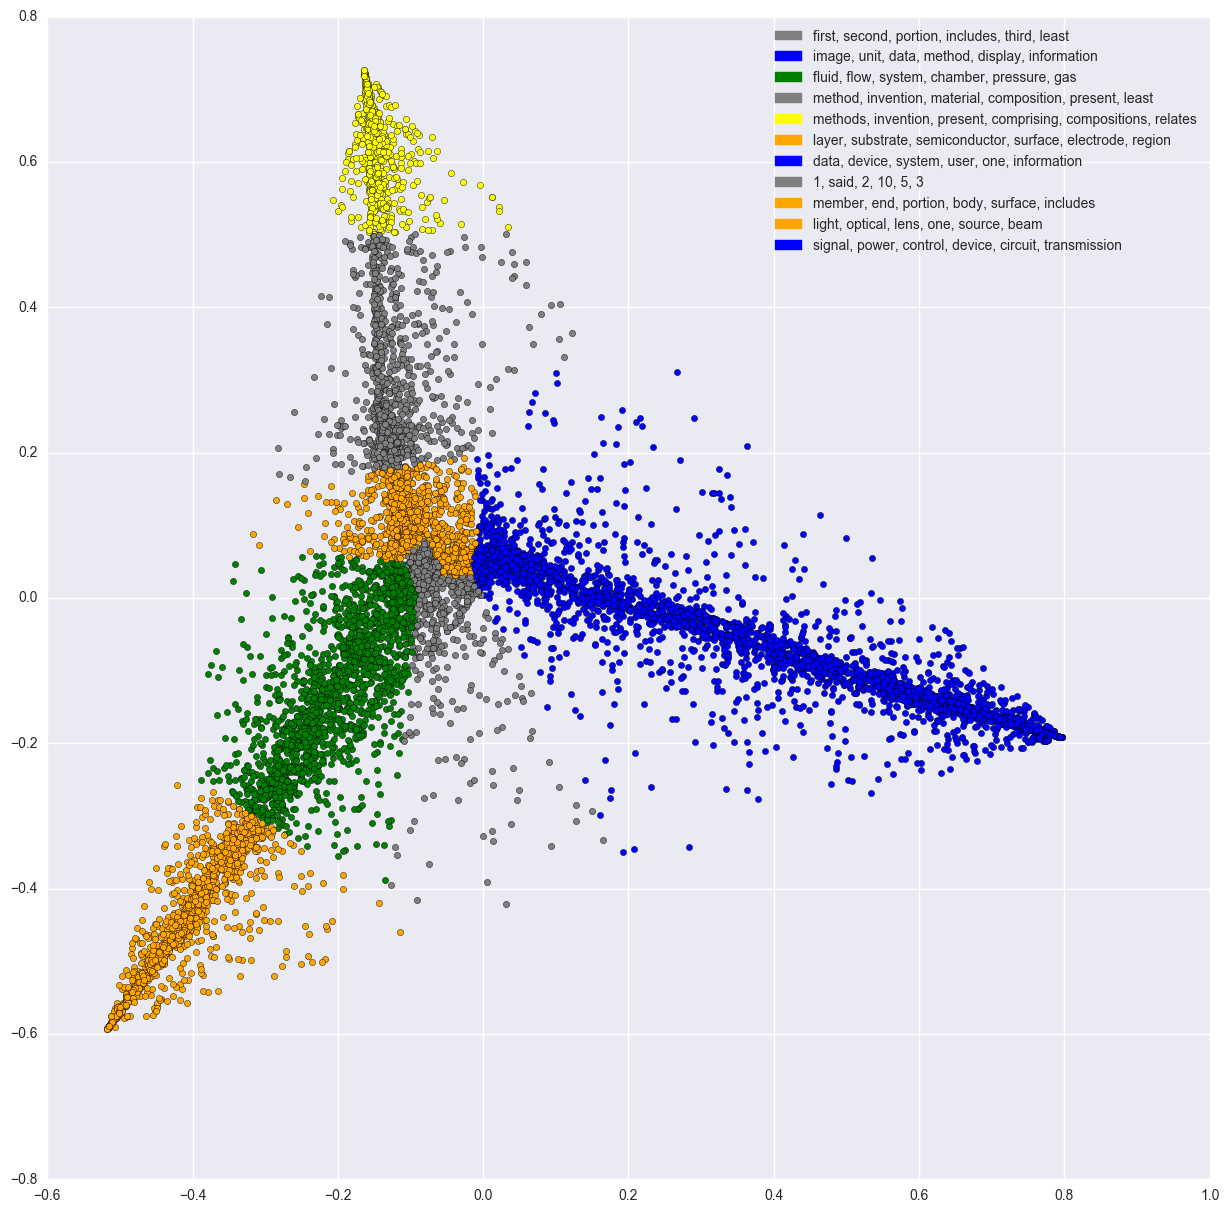 0.8
0.6
0.4
0.2
0.0
−0.2
−0.4
−0.6
−0.8
−0.6
−0.4
−0.2
0.0
0.2
0.4
0.6
0.8
1.0
first, second, portion, includes, third, least
image, unit, data, method, display, information
fluid, flow, system, chamber, pressure, gas
method, invention, material, composition, present, least
methods, invention, present, comprising, compositions, relates
layer, substrate, semiconductor, surface, electrode, region
data, device, system, user, one, information
1, said, 2, 10, 5, 3
member, end, portion, body, surface, includes
light, optical, lens, one, source, beam
signal, power, control, device, circuit, transmission